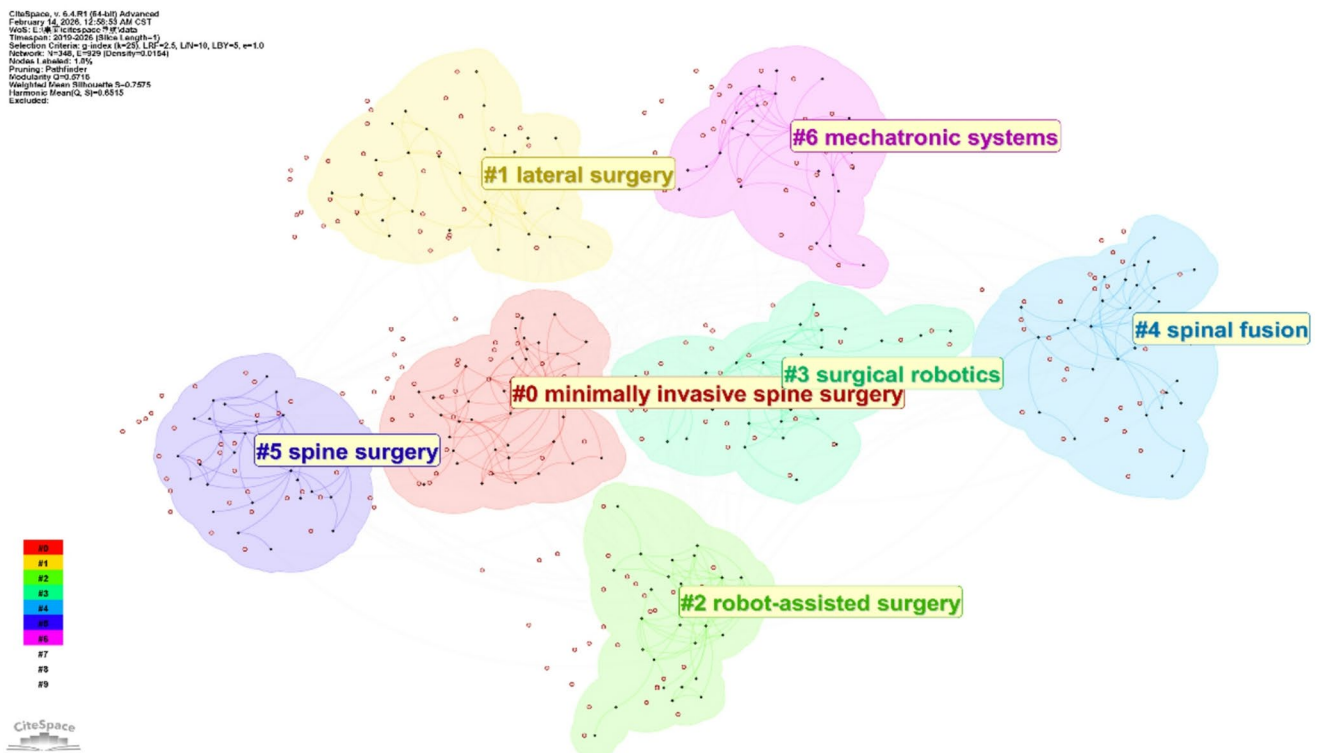 CiteSpace, v. 6.4.R1 (64-bit) Advanced
February 14, 2026, 12:58:53 AM CST
Timespan: 2019-2026 (Slice Length=1)
Selection Criteria: g-index (k=25), LRF=2.5, L/N=10, LBY=5, e=1.0
Network: N=348, E=929 (Density=0.0154)
Nodes Labeled: 1.0%
Pruning: Pathfinder
Modularity Q=0.5716
Weighted Mean Silhouette S=0.7575
Harmonic Mean(Q, S)=0.6515
Excluded:
#6 mechatronic systems
#1 lateral surgery
#4 spinal fusion
#3 surgical robotics
#0 minimally invasive spine surgery
#5 spine surgery
#2 robot-assisted surgery
#0
#1
#2
#3
#4
#5
#6
#7
#8
#9
CiteSpace